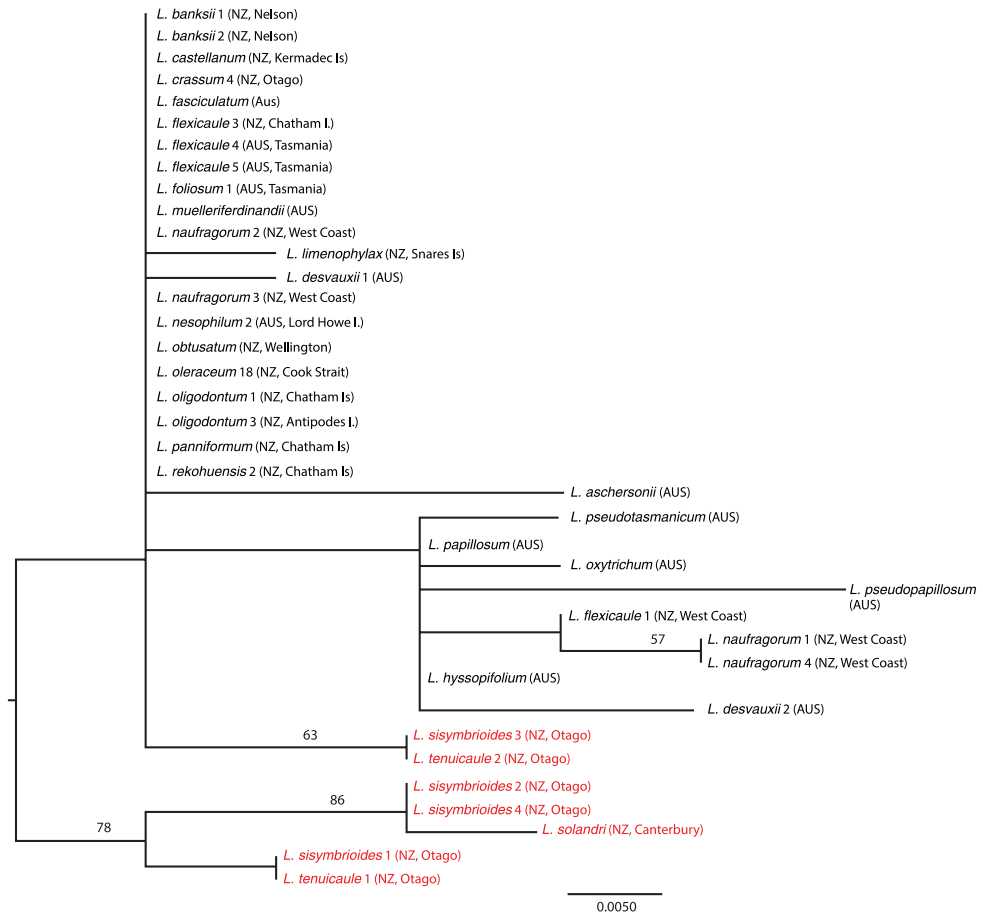 L. banksii 1 (NZ, Nelson)
L. banksii 2 (NZ, Nelson)
L. castellanum (NZ, Kermadec Is)
L. crassum 4 (NZ, Otago)
L. fasciculatum (Aus)
L. flexicaule 3 (NZ, Chatham I.)
L. flexicaule 4 (AUS, Tasmania)
L. flexicaule 5 (AUS, Tasmania)
L. foliosum 1 (AUS, Tasmania)
L. muelleriferdinandii (AUS)
L. naufragorum 2 (NZ, West Coast)
L. limenophylax (NZ, Snares Is)
L. desvauxii 1 (AUS)
L. naufragorum 3 (NZ, West Coast)
L. nesophilum 2 (AUS, Lord Howe I.)
L. obtusatum (NZ, Wellington)
L. oleraceum 18 (NZ, Cook Strait)
L. oligodontum 1 (NZ, Chatham Is)
L. oligodontum 3 (NZ, Antipodes I.)
L. panniformum (NZ, Chatham Is)
L. rekohuensis 2 (NZ, Chatham Is)
L. aschersonii (AUS)
L. pseudotasmanicum (AUS)
L. papillosum (AUS)
L. oxytrichum (AUS)
L. pseudopapillosum
(AUS)
L. flexicaule 1 (NZ, West Coast)
57
L. naufragorum 1 (NZ, West Coast)
L. naufragorum 4 (NZ, West Coast)
L. hyssopifolium (AUS)
L. desvauxii 2 (AUS)
63
L. sisymbrioides 3 (NZ, Otago)
L. tenuicaule 2 (NZ, Otago)
L. sisymbrioides 2 (NZ, Otago)
86
L. sisymbrioides 4 (NZ, Otago)
78
L. solandri (NZ, Canterbury)
L. sisymbrioides 1 (NZ, Otago)
L. tenuicaule 1 (NZ, Otago)
0.0050